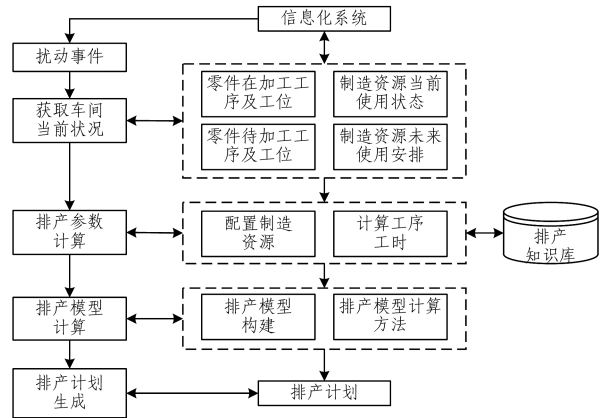 信息化系统
扰动事件
获取车间
当前状况
零件在加工工
序及工位
制造资源当前
使用状态
零件待加工工
序及工位
制造资源未来
使用安排
排产参数
计算
配置制造
资源
计算工序
工时
排产
知识库
排产模型
计算
排产模型
构建
排产模型计算
方法
排产计划
生成
排产计划